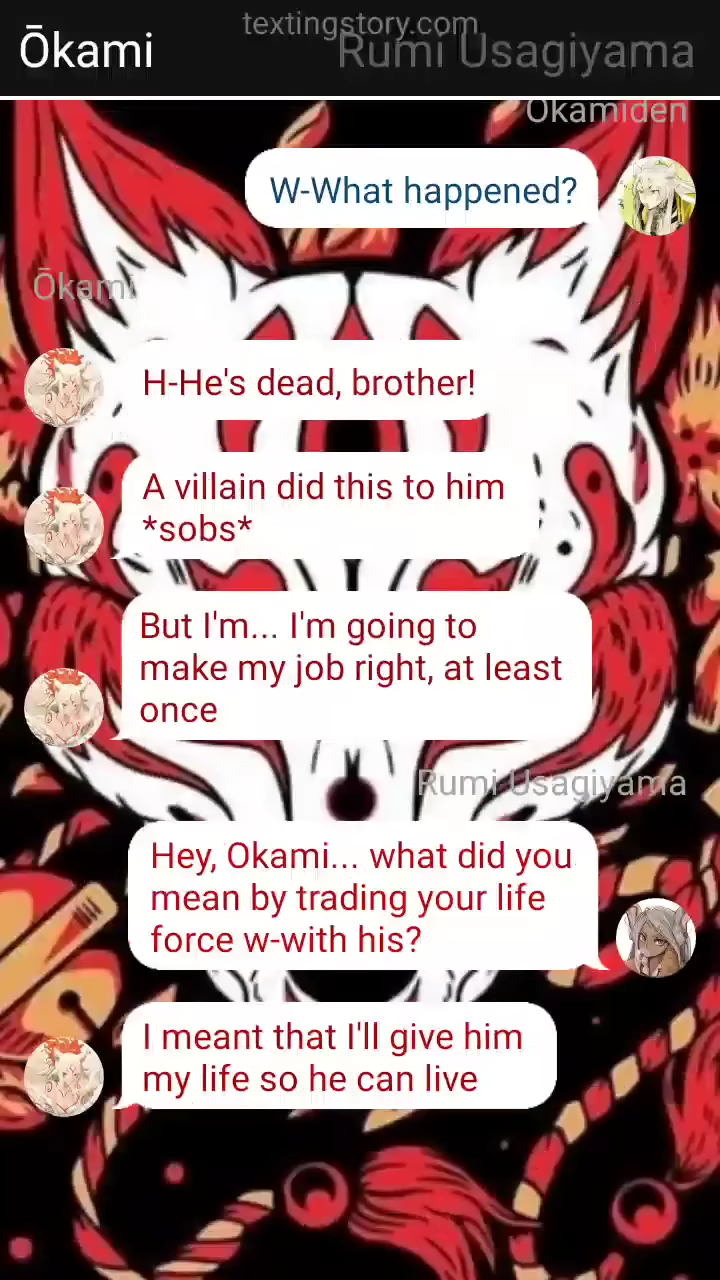 textingstory.com
Ōkami
Rumi Usagiyama
Okamiden
W-What happened?
Ōkami
H-He's dead, brother!
A villain did this to him
*sobs*
But I'm... I'm going to
make my job right, at least
once
Rumi Usagiyama
Hey, Okami... what did you
mean by trading your life
force w-with his?
I meant that I'll give him
my life so he can live